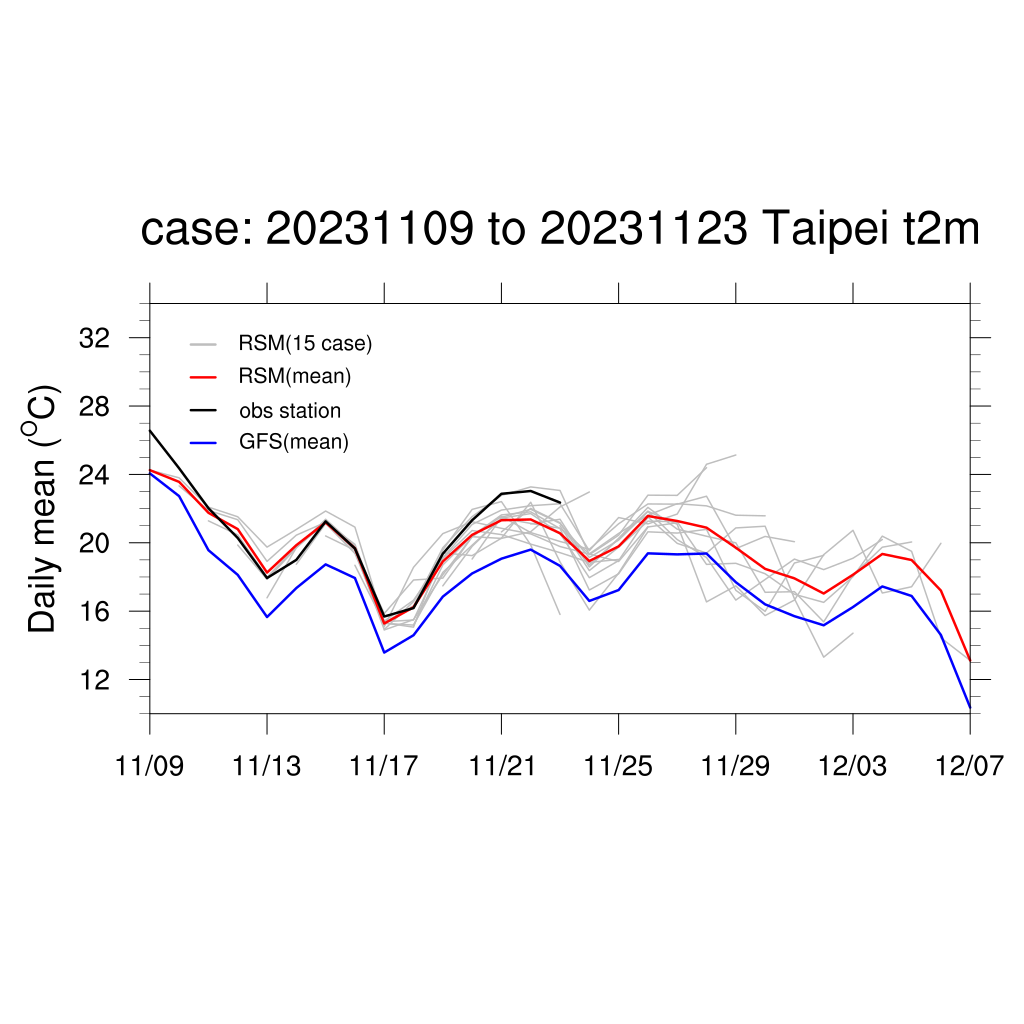 case: 20231109 to 20231123 Taipei t2m
RSM(15 case)
RSM(mean)
obs station
GFS(mean)
Daily mean (°C)
32
28
24
20
16
12
11/09 11/13 11/17 11/21 11/25 11/29 12/03 12/07